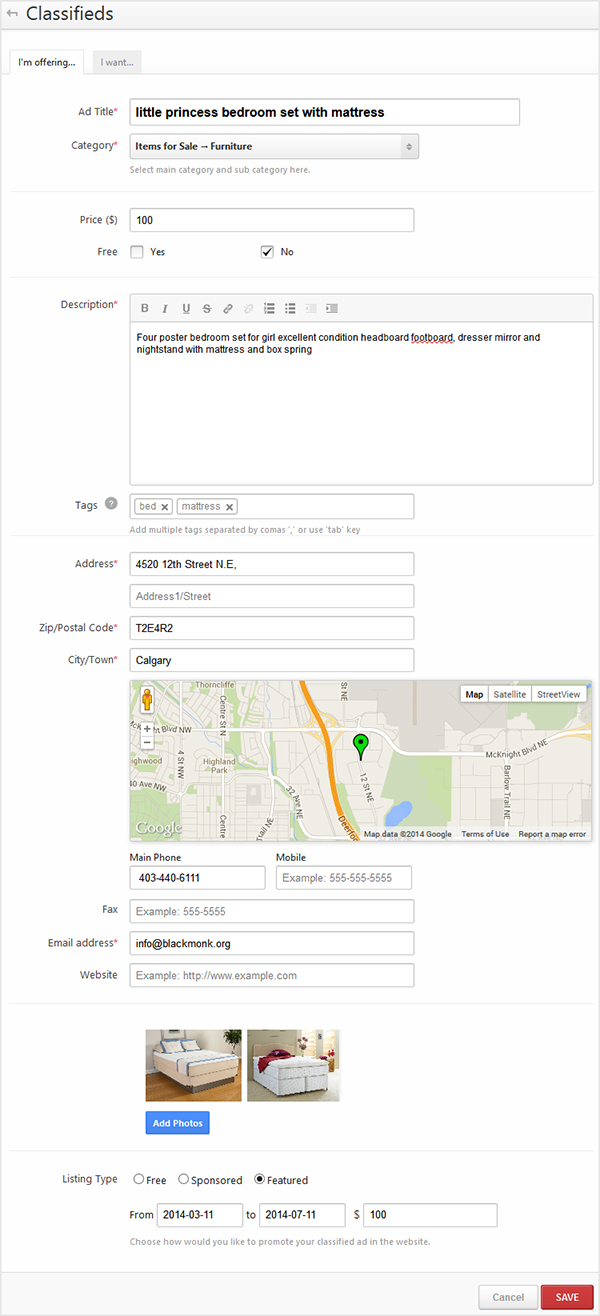 Classifieds
I'm offering... I want...
Ad Title* little princess bedroom set with mattress
Category* Items for Sale → Furniture
Select main category and sub category here.
Price ($) 100
Free Yes No
Description* B I U S
Four poster bedroom set for girl excellent condition headboard footboard, dresser mirror and
nightstand with mattress and box spring
Tags ? bed x mattress x
Add multiple tags separated by comas ',' or use 'tab' key
Address* 4520 12th Street N.E,
Address1/Street
Zip/Postal Code* T2E4R2
City/Town* Calgary
Thorncliffe
Centre St N
St NE
Map Satellite StreetView
McKnight Blvd NW
McKnight Blvd NE
4 St NW
Highland
Park
40 Ave NW
32 Ave NE
12 St NE
Barlow Trail NE
Centre
Trail NE
Google
Map data ©2014 Google Terms of Use Report a map error
Main Phone Mobile
403-440-6111 Example: 555-555-5555
Fax Example: 555-5555
Email address* info@blackmonk.org
Website Example: http://www.example.com
Add Photos
Listing Type Free Sponsored Featured
From 2014-03-11 to 2014-07-11 $ 100
Choose how would you like to promote your classified ad in the website.
Cancel SAVE